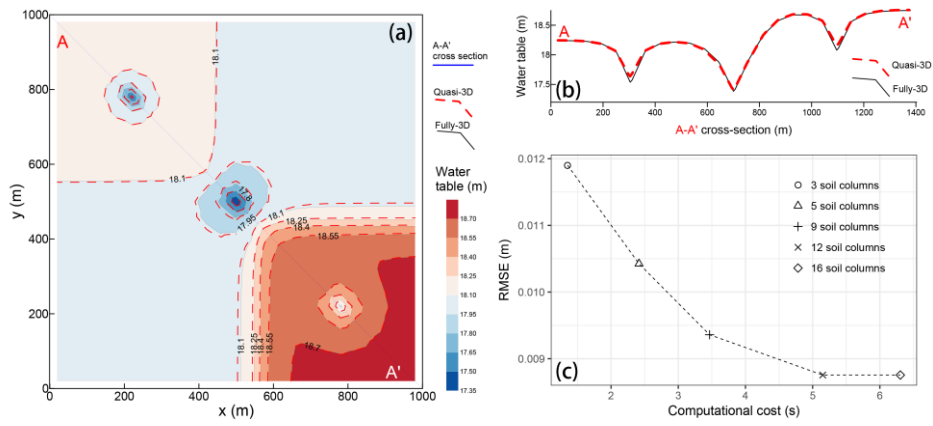 (a)
A
A'
1000
800
600
400
200
0
y (m)
0
200
400
600
800
1000
x (m)
18.1
18.1
17.8
17.95
18.1
18.25
18.4
18.55
18.1
18.25
18.4
18.55
18.7
A-A'
cross section
Quasi-3D
Fully-3D
Water
table (m)
18.70
18.55
18.40
18.25
18.10
17.95
17.80
17.65
17.50
17.35
Water table (m)
18.5
18
17.5
A
A'
(b)
Quasi-3D
Fully-3D
0
200
400
600
800
1000
1200
1400
A-A' cross-section (m)
RMSE (m)
0.012
0.011
0.010
0.009
3 soil columns
5 soil columns
9 soil columns
12 soil columns
16 soil columns
(c)
2
3
4
5
6
Computational cost (s)